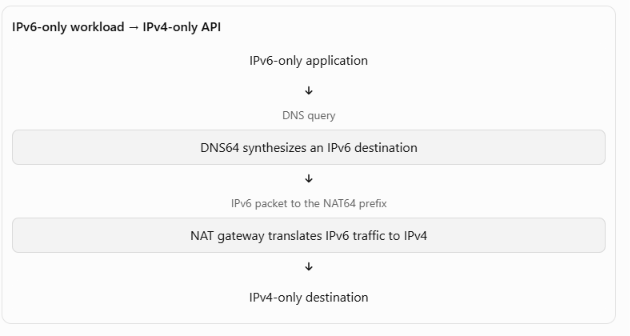 IPv6-only workload → IPv4-only API
IPv6-only application
↓
DNS query
DNS64 synthesizes an IPv6 destination
↓
IPv6 packet to the NAT64 prefix
NAT gateway translates IPv6 traffic to IPv4
↓
IPv4-only destination